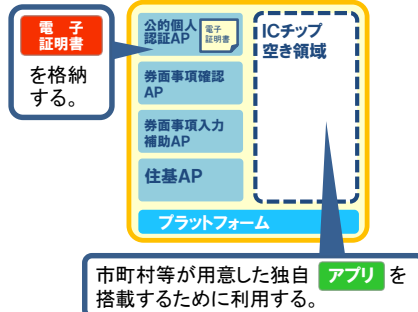 電 子
証明書
を格納
する。
公的個人
認証AP
電子
証明書
券面事項確認
AP
券面事項入力
補助AP
住基AP
ICチップ
空き領域
プラットフォーム
市町村等が用意した独自 アプリ を
搭載するために利用する。